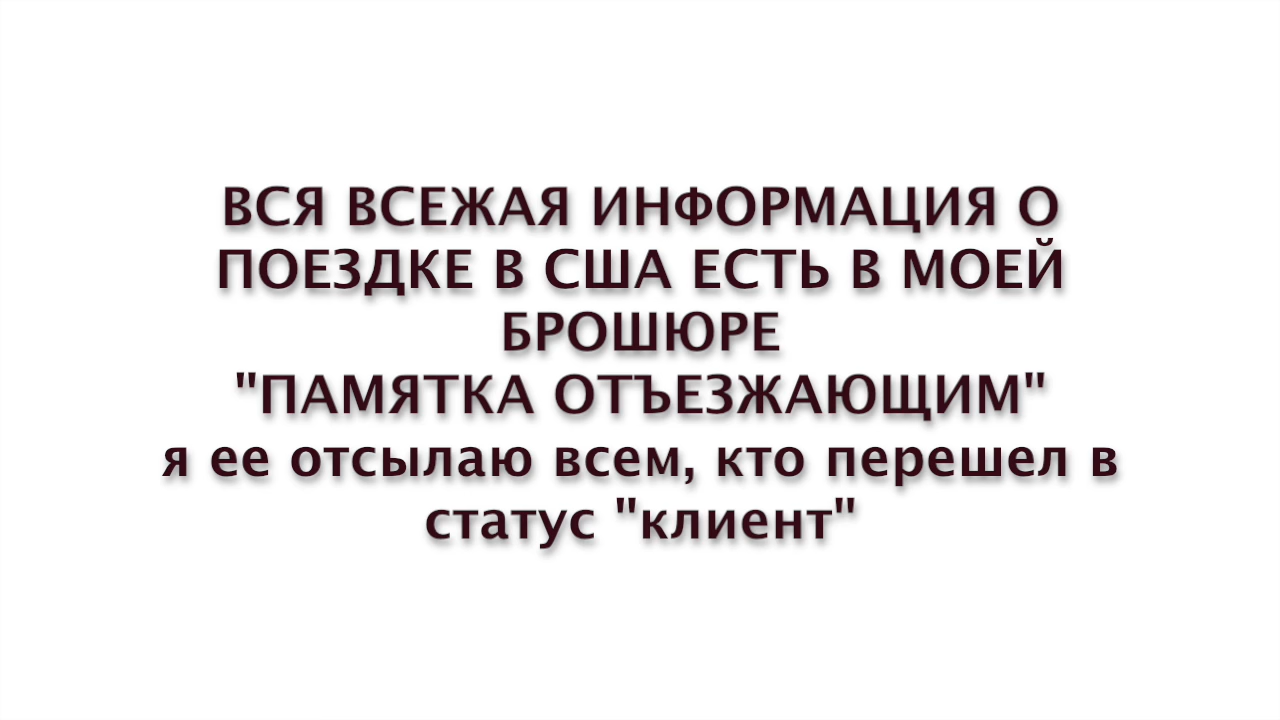 ВСЯ ВСЕЖАЯ ИНФОРМАЦИЯ О
ПОЕЗДКЕ В США ЕСТЬ В МОЕЙ
БРОШЮРЕ
"ПАМЯТКА ОТЪЕЗЖАЮЩИМ"
я ее отсылаю всем, кто перешел в
статус "клиент"